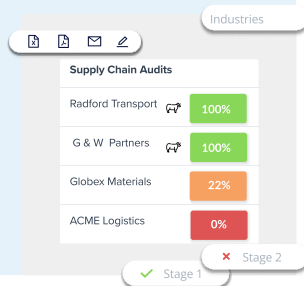 Industries
Supply Chain Audits
Radford Transport 100%
G & W Partners 100%
Globex Materials 22%
ACME Logistics 0%
Stage 2
Stage 1